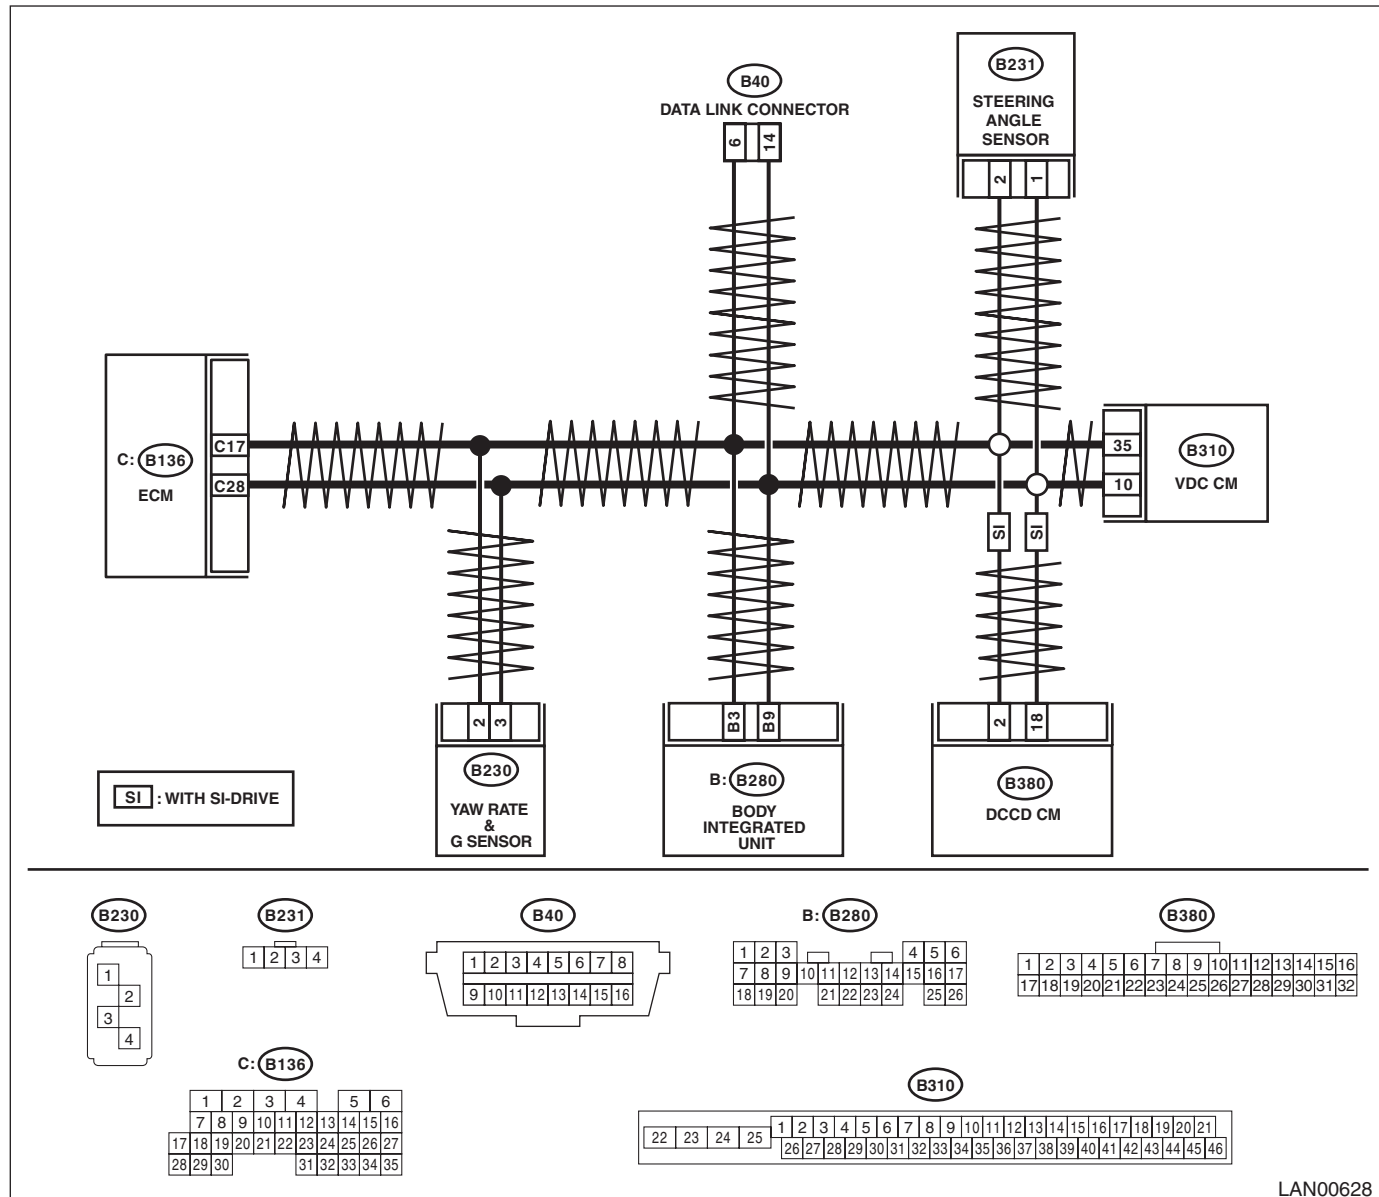 B231
STEERING
ANGLE
SENSOR
B40
DATA LINK CONNECTOR
6 14
2 1
C: B136
ECM
C17
C28
35
10
B310
VDC CM
SI SI
2 3
B3 B9
2 18
B230
YAW RATE
&
G SENSOR
B: B280
BODY
INTEGRATED
UNIT
B380
DCCD CM
SI : WITH SI-DRIVE
B230
1
2
3
4
B231
1 2 3 4
B40
1 2 3 4 5 6 7 8
9 10 11 12 13 14 15 16
B: B280
1 2 3 4 5 6
7 8 9 10 11 12 13 14 15 16 17
18 19 20 21 22 23 24 25 26
B380
1 2 3 4 5 6 7 8 9 10 11 12 13 14 15 16
17 18 19 20 21 22 23 24 25 26 27 28 29 30 31 32
C: B136
1 2 3 4 5 6
7 8 9 10 11 12 13 14 15 16
17 18 19 20 21 22 23 24 25 26 27
28 29 30 31 32 33 34 35
B310
22 23 24 25
1 2 3 4 5 6 7 8 9 10 11 12 13 14 15 16 17 18 19 20 21
26 27 28 29 30 31 32 33 34 35 36 37 38 39 40 41 42 43 44 45 46
LAN00628